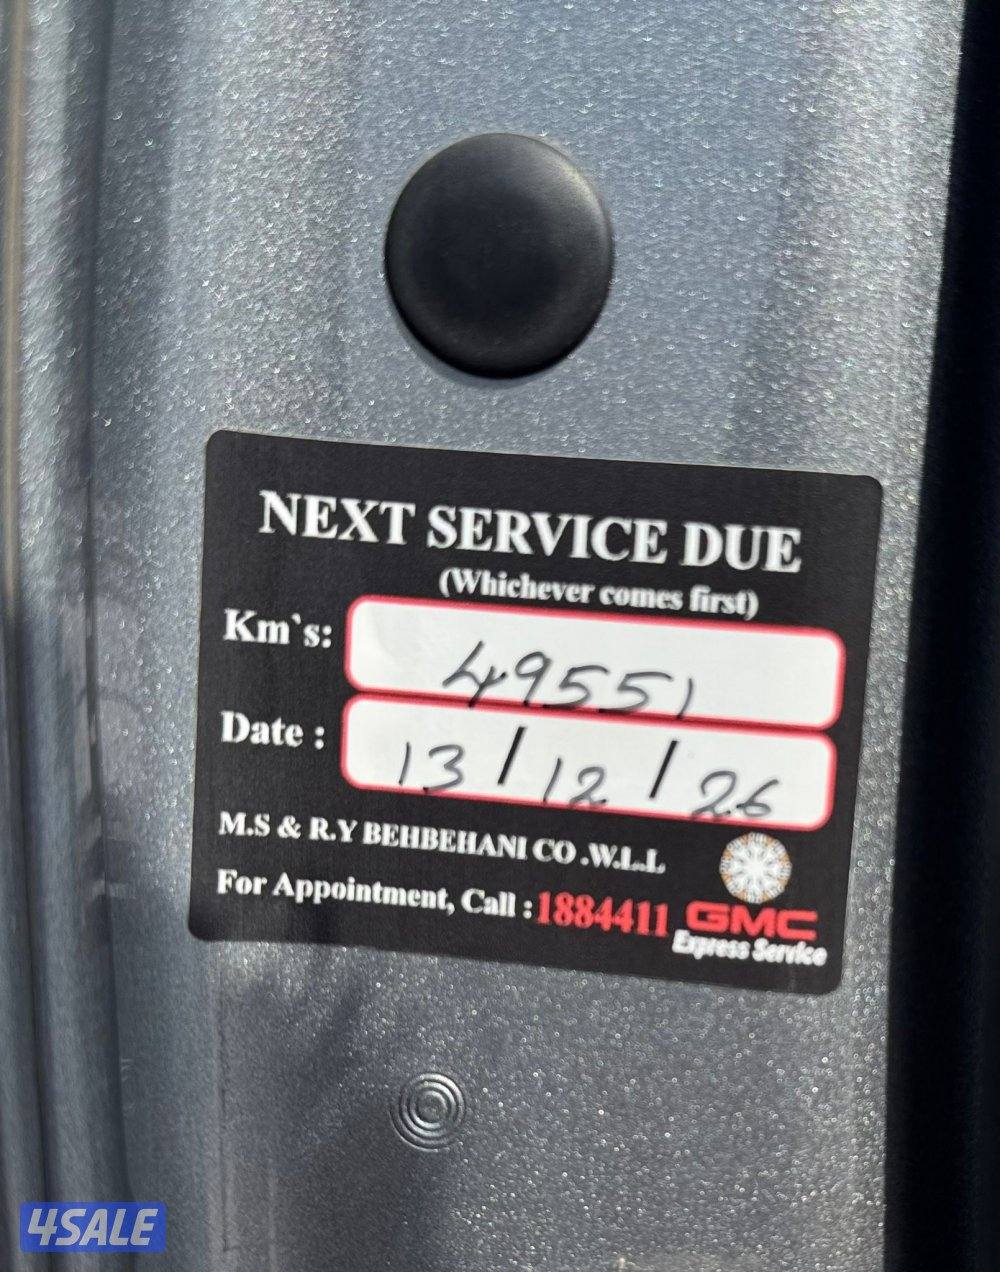 NEXT SERVICE DUE
(Whichever comes first)
Km`s: 49551
Date : 13 / 12 / 26
M.S & R.Y BEHBEHANI CO .W.L.L
For Appointment, Call : 1884411 GMC
Express Service
4SALE